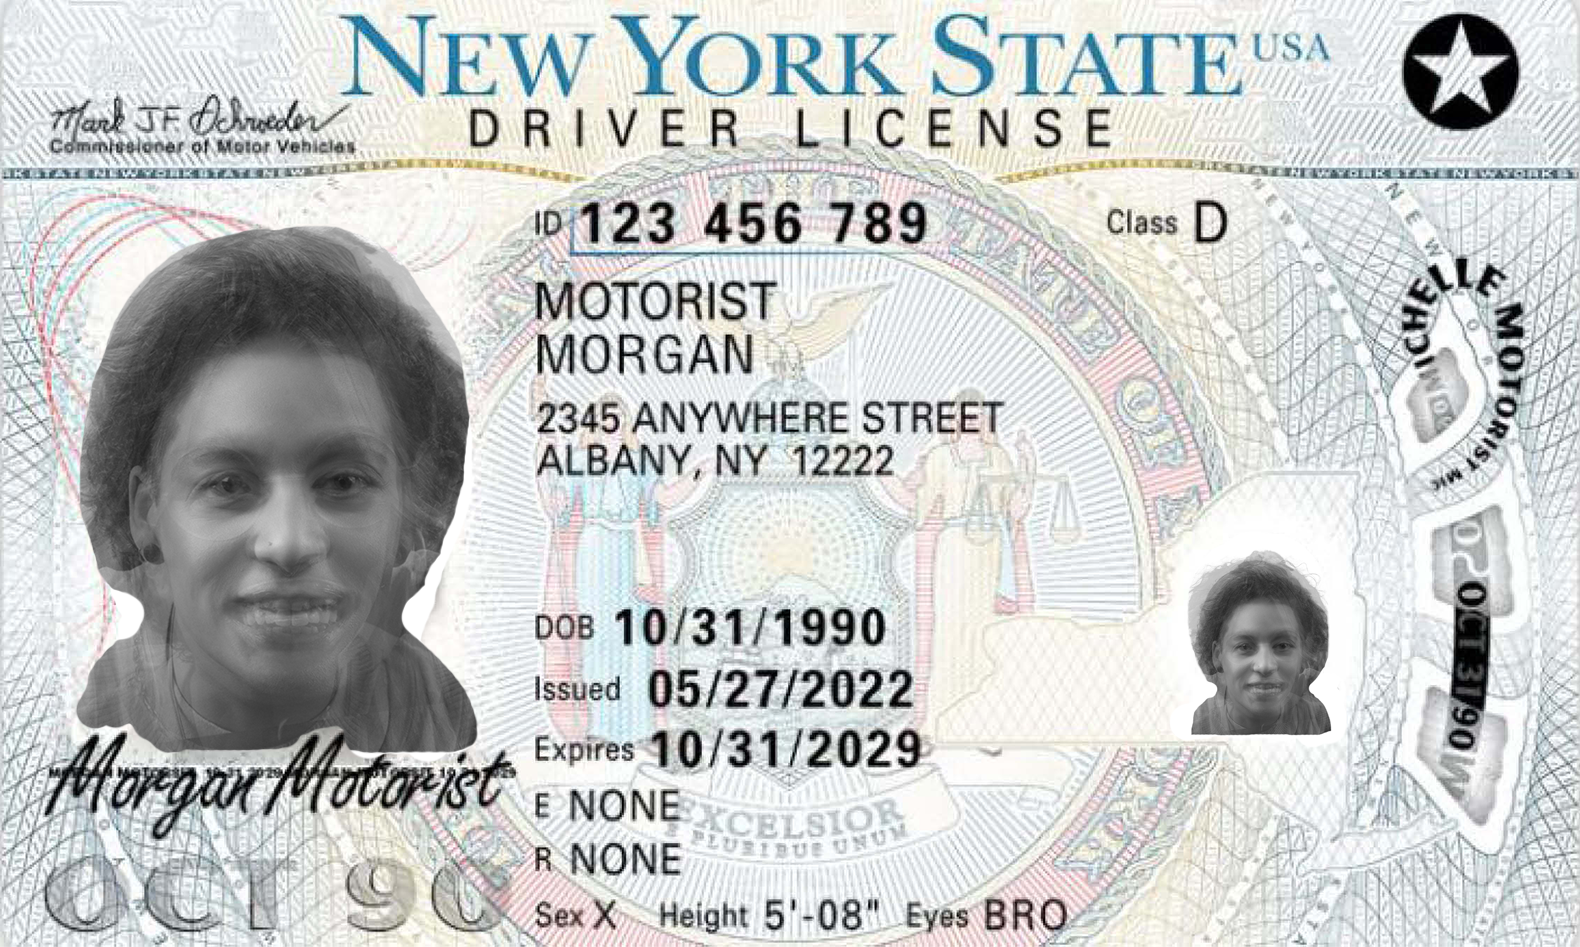 NEW YORK STATE USA
DRIVER LICENSE
Mark J.F. Schroeder
Commissioner of Motor Vehicles
ID 123 456 789
Class D
MOTORIST
MORGAN
2345 ANYWHERE STREET
ALBANY, NY 12222
DOB 10/31/1990
Issued 05/27/2022
Expires 10/31/2029
E NONE
R NONE
Sex X Height 5'-08" Eyes BRO
Morgan Motorist
OCT 90
EXCELSIOR
E PLURIBUS UNUM
MICHELLE MOTORIST
MOTORIST MIC
OCT 31 90